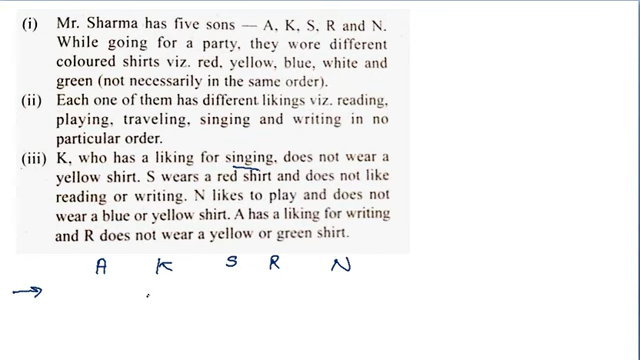 (i) Mr. Sharma has five sons — A, K, S, R and N.
While going for a party, they wore different
coloured shirts viz. red, yellow, blue, white and
green (not necessarily in the same order).
(ii) Each one of them has different likings viz. reading,
playing, traveling, singing and writing in no
particular order.
(iii) K, who has a liking for singing, does not wear a
yellow shirt. S wears a red shirt and does not like
reading or writing. N likes to play and does not
wear a blue or yellow shirt. A has a liking for writing
and R does not wear a yellow or green shirt.
A K S R N